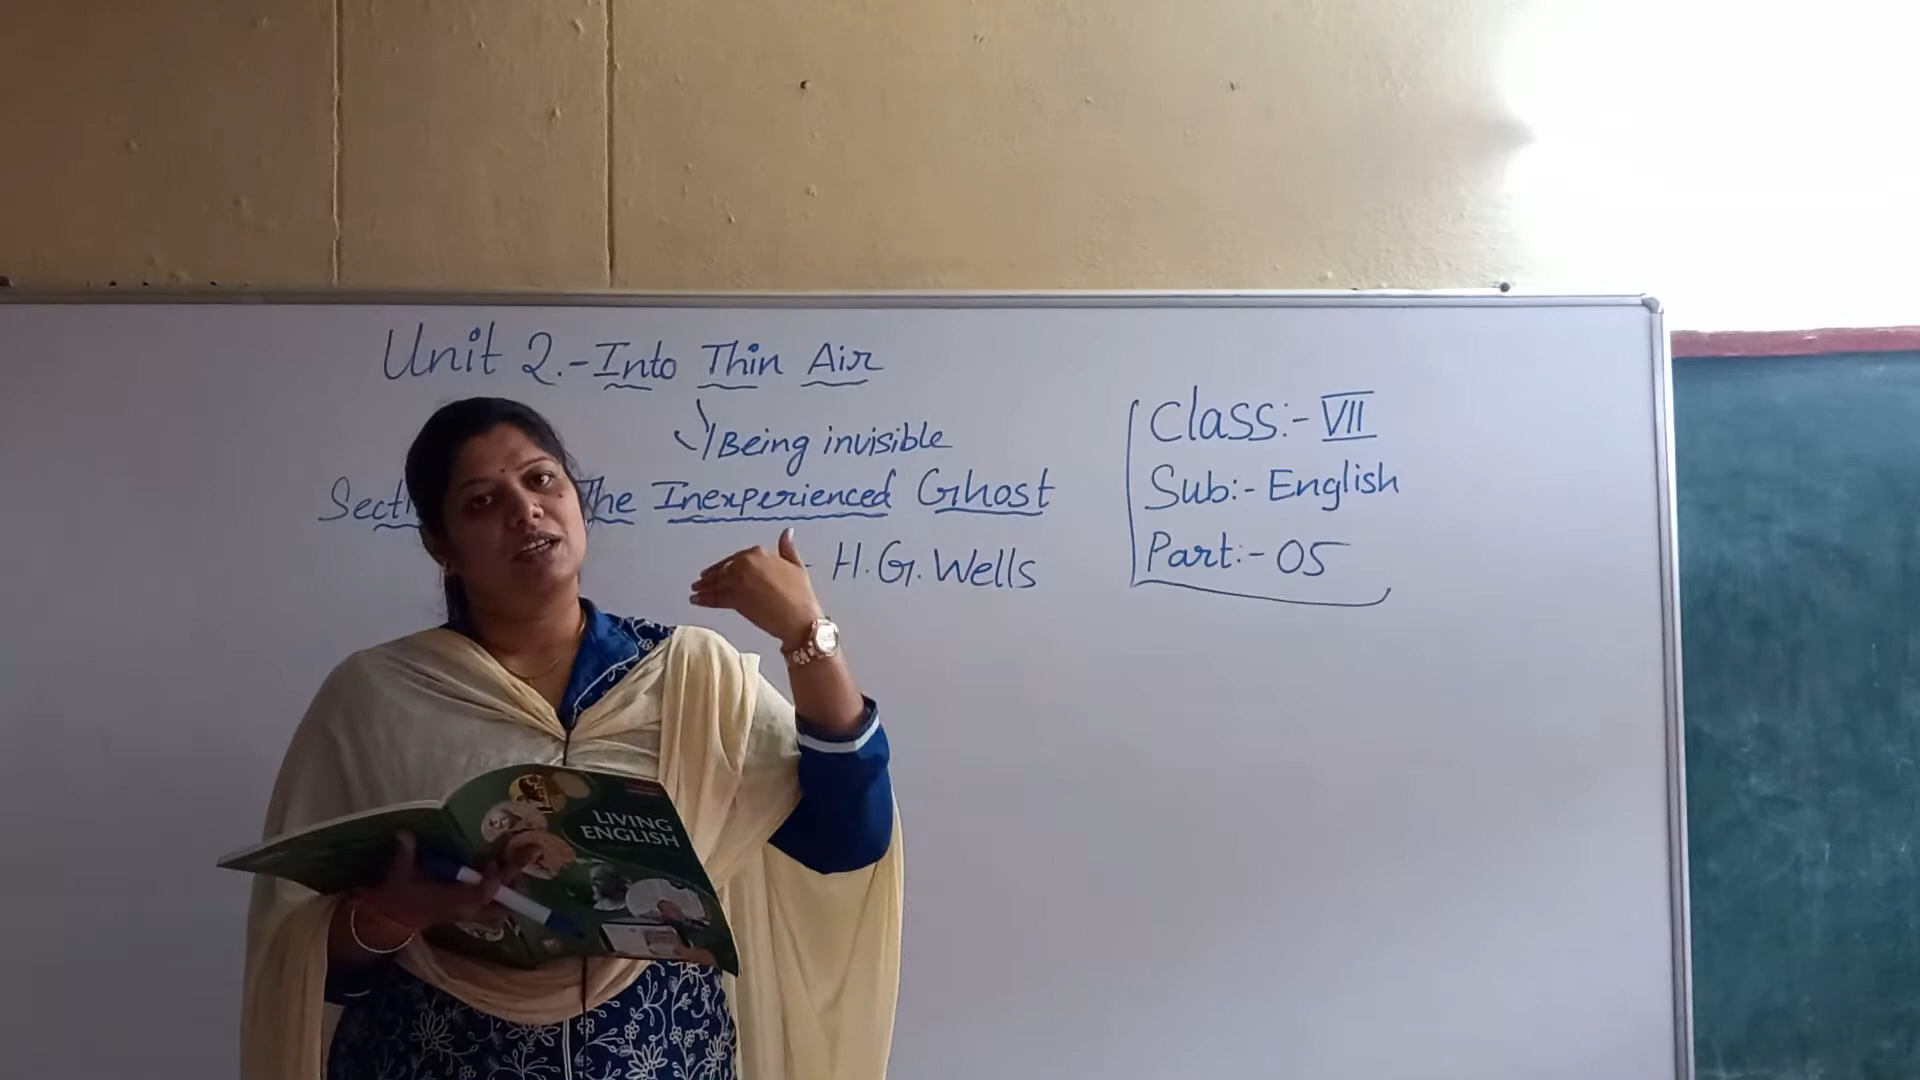 Unit 2.- Into Thin Air
Being invisible
The Inexperienced Ghost
- H.G. Wells
Class:- VII
Sub:- English
Part:- 05
LIVING
ENGLISH